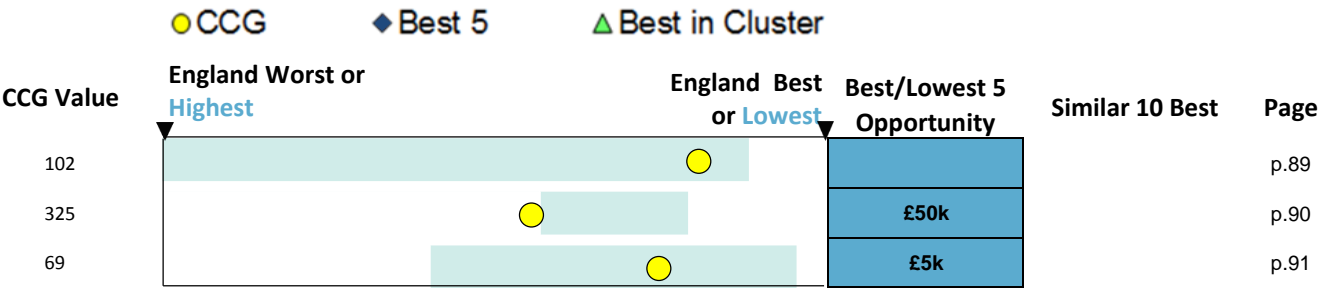 CCG Best 5 Best in Cluster
CCG Value
England Worst or
Highest
England Best
or Lowest
Best/Lowest 5
Opportunity
Similar 10 Best
Page
102 p.89
325 £50k p.90
69 £5k p.91